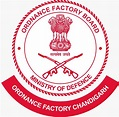 ORDNANCE FACTORY BOARD
MINISTRY OF DEFENCE
ORDNANCE FACTORY CHANDIGARH